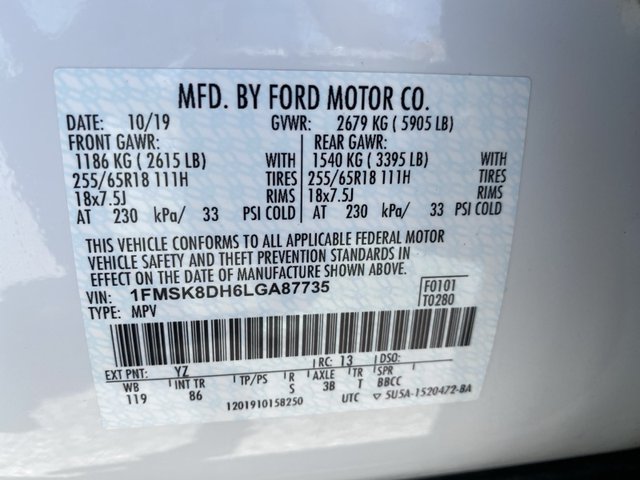 MFD. BY FORD MOTOR CO.
DATE: 10/19 GVWR: 2679 KG ( 5905 LB)
FRONT GAWR: REAR GAWR:
1186 KG ( 2615 LB) WITH 1540 KG ( 3395 LB) WITH
255/65R18 111H TIRES 255/65R18 111H TIRES
18x7.5J RIMS 18x7.5J RIMS
AT 230 kPa/ 33 PSI COLD AT 230 kPa/ 33 PSI COLD
THIS VEHICLE CONFORMS TO ALL APPLICABLE FEDERAL MOTOR
VEHICLE SAFETY AND THEFT PREVENTION STANDARDS IN
EFFECT ON THE DATE OF MANUFACTURE SHOWN ABOVE.
VIN: 1FMSK8DH6LGA87735 F0101
TYPE: MPV T0280
EXT PNT: YZ RC: 13 DSO:
WB INT TR TP/PS R AXLE TR SPR
119 86 S 3B T BBCC
1201910158250 UTC ▽ 5U5A-1520472-BA